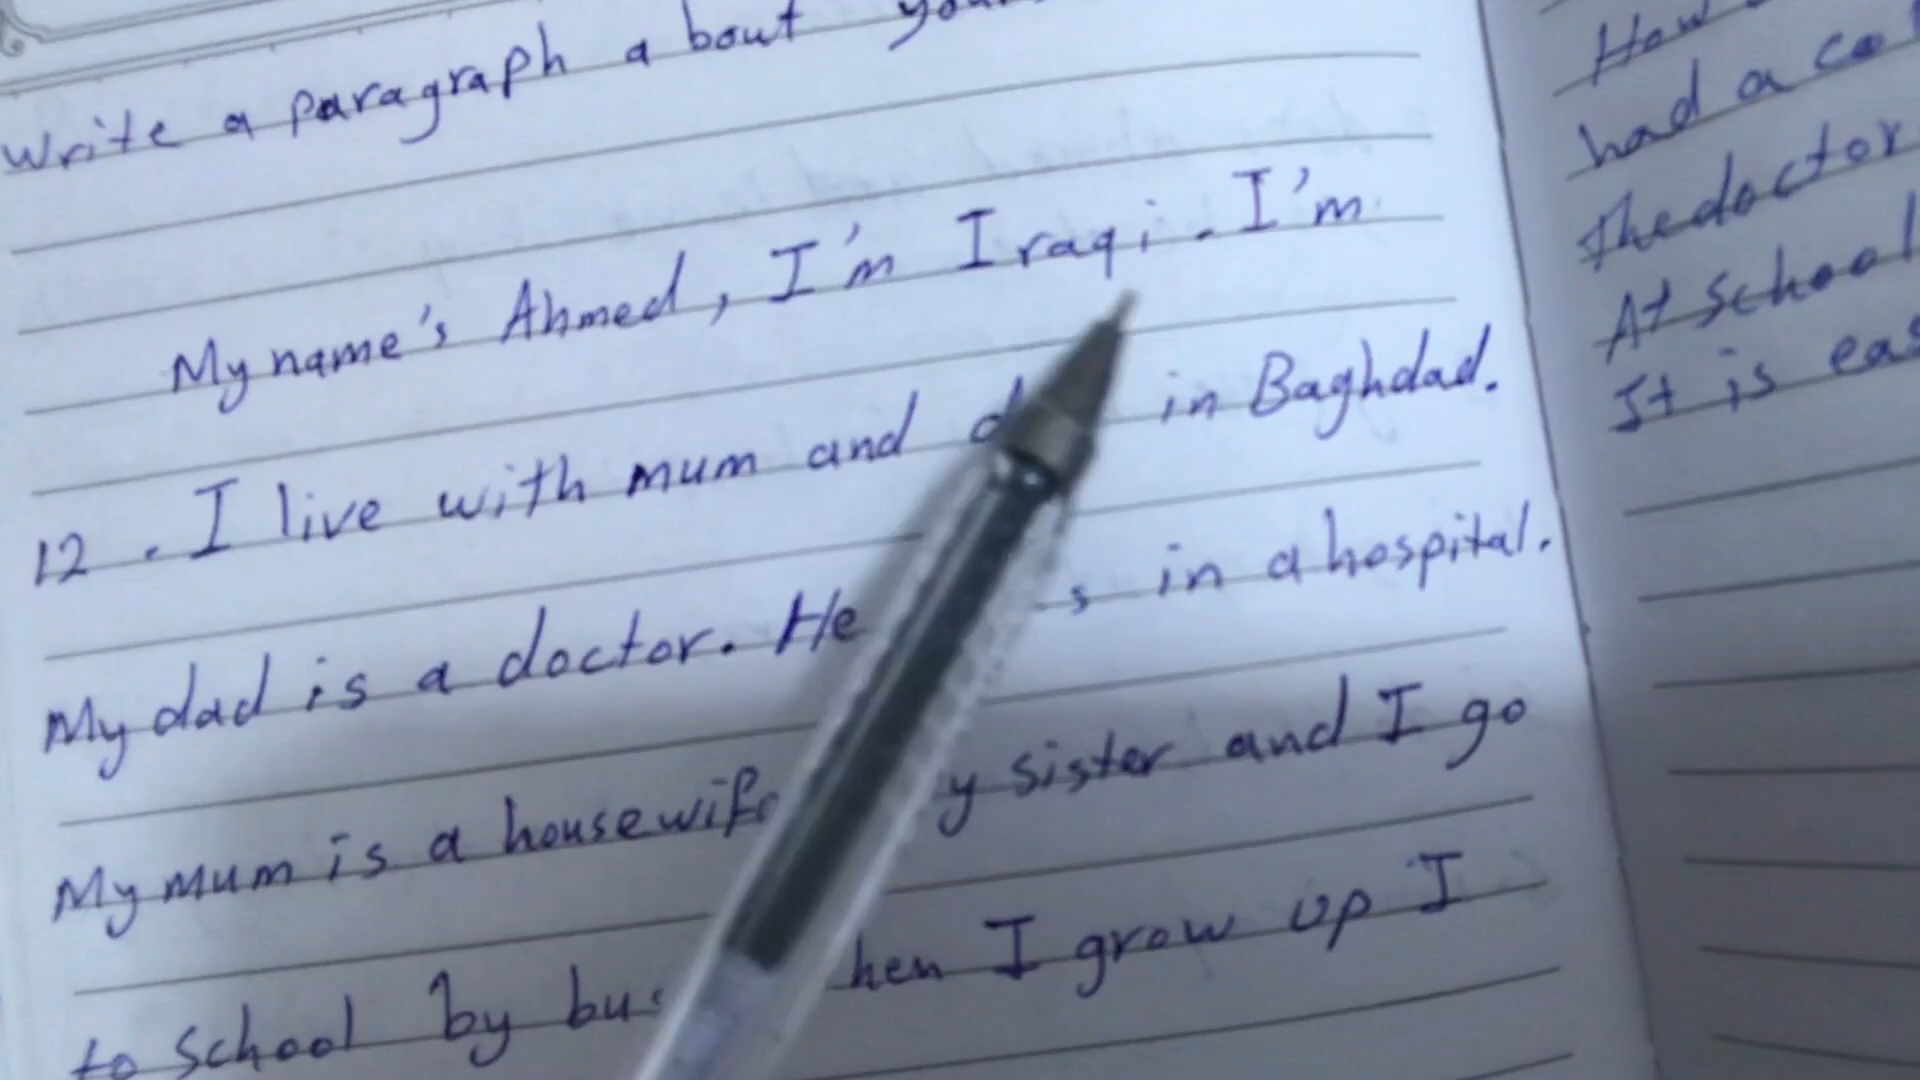 Write a paragraph a bout
My name's Ahmed, I'm Iraqi. I'm
12. I live with mum and in Baghdad.
My dad is a doctor. He in a hospital.
My mum is a housewife sister and I go
to school by I grow up I
How
had a
the doctor
At school
It is